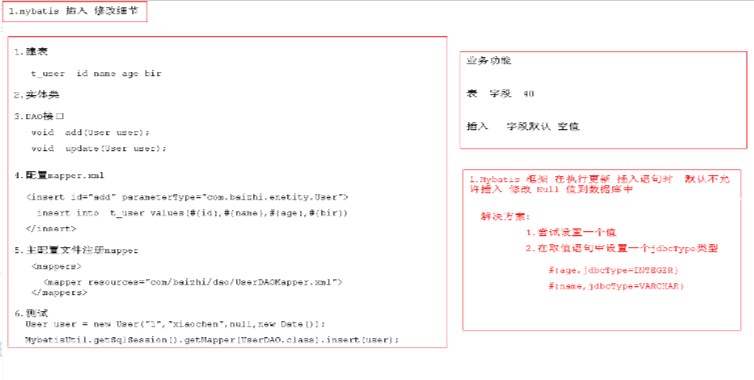 1.mybatis 插入 修改细节
1.建表
t_user id name age bir
2.实体类
3.DAO接口
void add(User user);
void update(User user);
4.配置mapper.xml
<insert id="add" parameterType="com.baizhi.enetity.User">
insert into t_user values(#{id},#{name},#{age},#{bir})
</insert>
5.主配置文件注册mapper
<mappers>
<mapper resources="com/baizhi/dao/UserDAOMapper.xml">
</mappers>
6.测试
User user = new User("1","xiaochen",null,new Date());
MybatisUtil.getSqlSession().getMapper(UserDAO.class).insert(user);
业务功能
表 字段 40
插入 字段默认 空值
1.Mybatis 框架 在执行更新 插入语句时 默认不允
许插入 修改 Null 值到数据库中
解决方案:
1.尝试设置一个值
2.在取值语句中设置一个jdbcType类型
#{age,jdbcType=INTEGER}
#{name,jdbcType=VARCHAR}